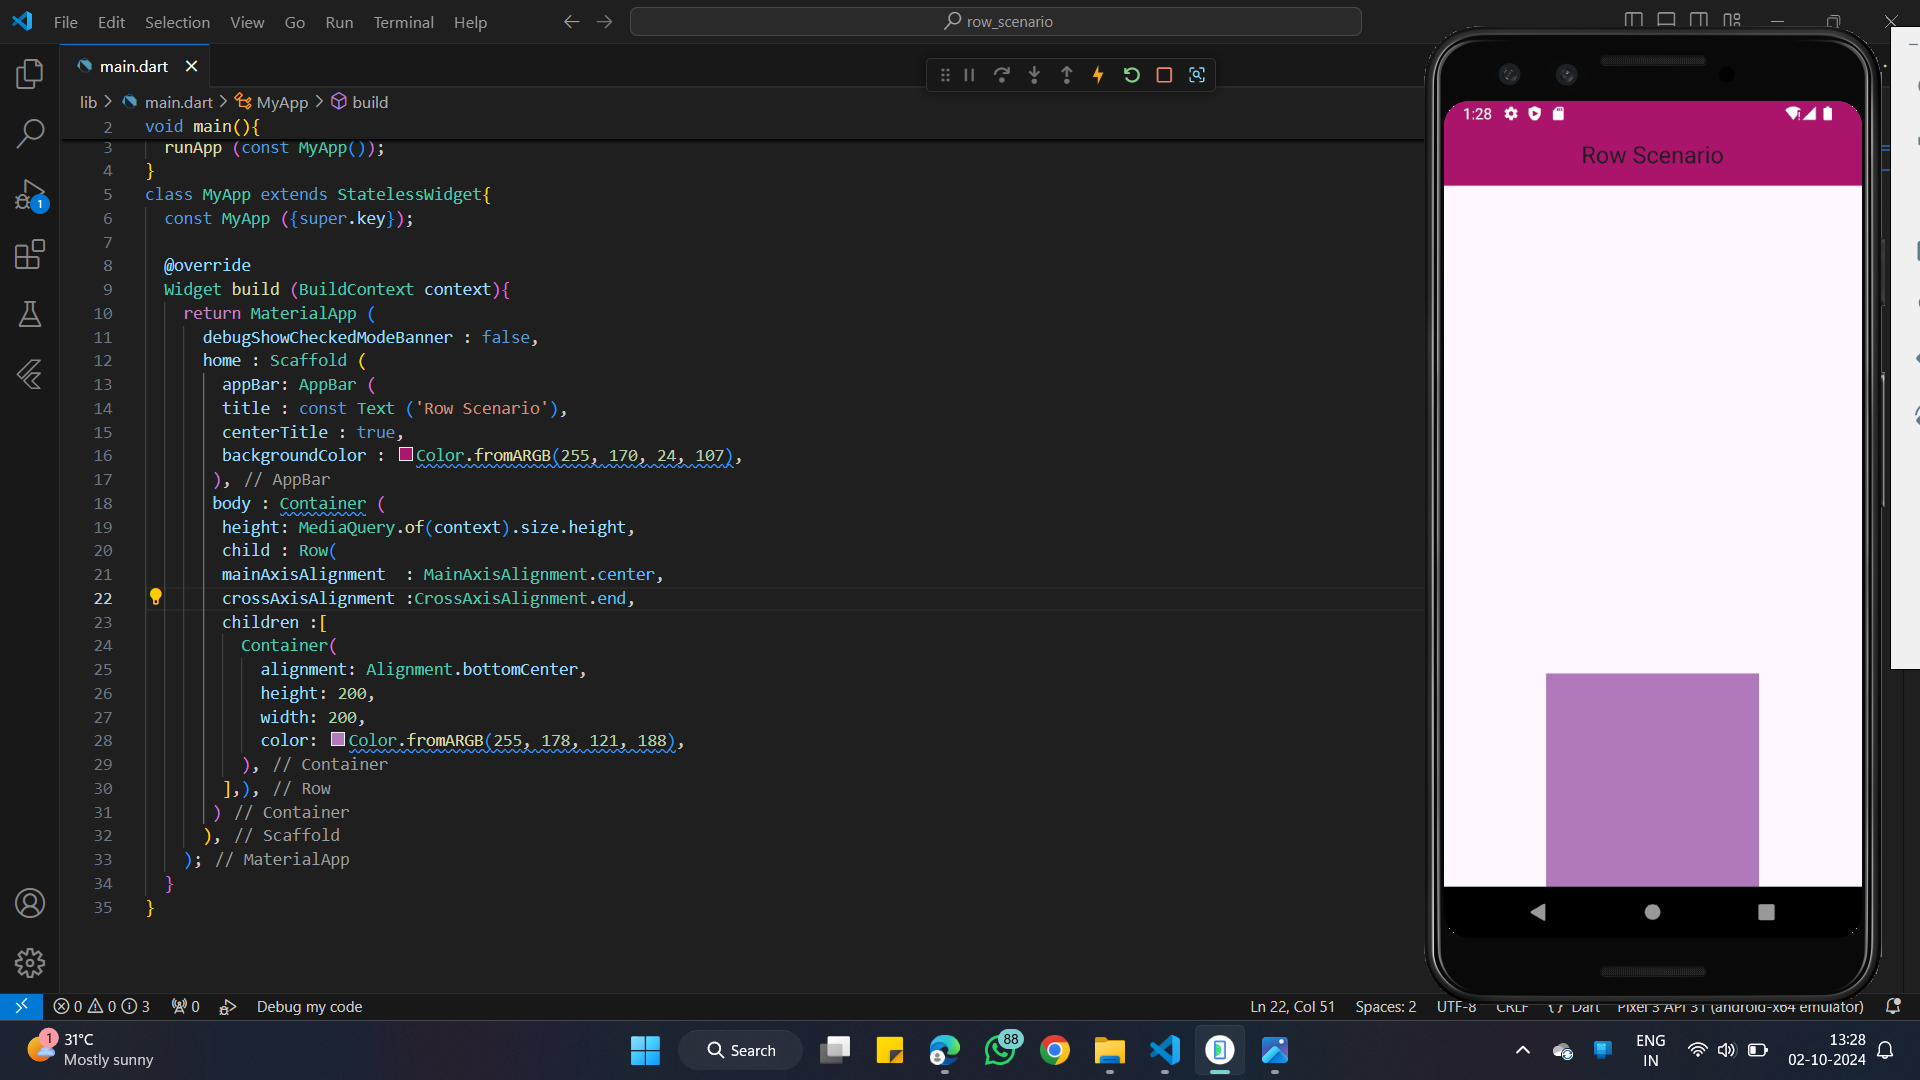 File Edit Selection View Go Run Terminal Help
row_scenario
main.dart
lib > main.dart > MyApp > build
2 void main(){
3 runApp (const MyApp());
4 }
5 class MyApp extends StatelessWidget{
6 const MyApp ({super.key});
7
8 @override
9 Widget build (BuildContext context){
10 return MaterialApp (
11 debugShowCheckedModeBanner : false,
12 home : Scaffold (
13 appBar: AppBar (
14 title : const Text ('Row Scenario'),
15 centerTitle : true,
16 backgroundColor : Color.fromARGB(255, 170, 24, 107),
17 ), // AppBar
18 body : Container (
19 height: MediaQuery.of(context).size.height,
20 child : Row(
21 mainAxisAlignment  : MainAxisAlignment.center,
22 crossAxisAlignment :CrossAxisAlignment.end,
23 children :[
24 Container(
25 alignment: Alignment.bottomCenter,
26 height: 200,
27 width: 200,
28 color: Color.fromARGB(255, 178, 121, 188),
29 ), // Container
30 ],), // Row
31 ) // Container
32 ), // Scaffold
33 ); // MaterialApp
34 }
35 }
1
1:28
Row Scenario
0 0 3 0 Debug my code
Ln 22, Col 51 Spaces: 2 UTF-8 CRLF {} Dart Pixel 3 API 31 (android-x64 emulator)
1
31°C
Mostly sunny
Search
88
ENG
IN
13:28
02-10-2024